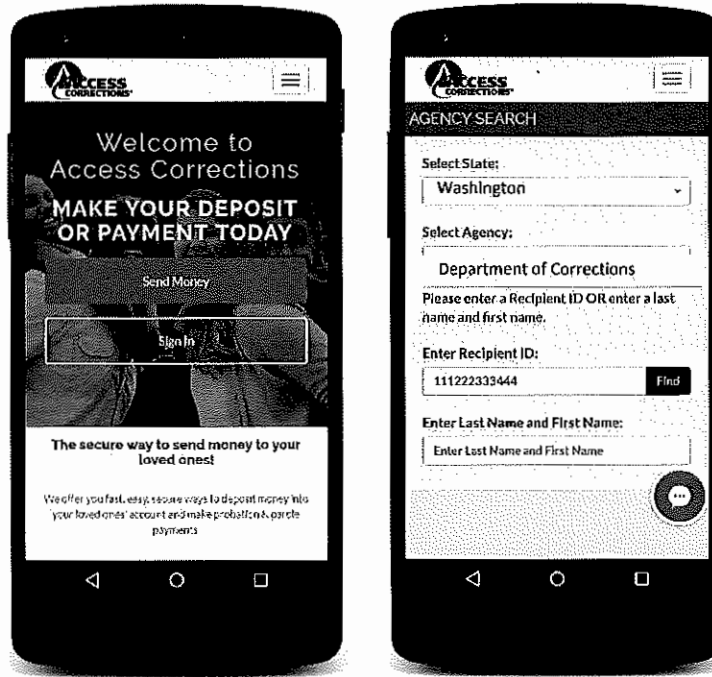 ACCESS
CORRECTIONS
Welcome to
Access Corrections
MAKE YOUR DEPOSIT
OR PAYMENT TODAY
Send Money
Sign In
The secure way to send money to your
loved ones!
We offer you fast, easy, secure ways to deposit money into
your loved ones' account and make probation & parole
payments
ACCESS
CORRECTIONS
AGENCY SEARCH
Select State:
Washington
Select Agency:
Department of Corrections
Please enter a Recipient ID OR enter a last
name and first name.
Enter Recipient ID:
111222333444 Find
Enter Last Name and First Name:
Enter Last Name and First Name